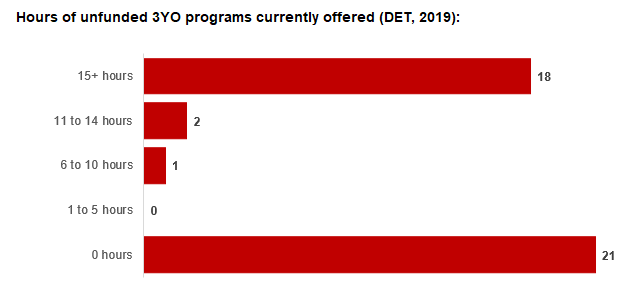 Hours of unfunded 3YO programs currently offered (DET, 2019):
15+ hours 18
11 to 14 hours 2
6 to 10 hours 1
1 to 5 hours 0
0 hours 21